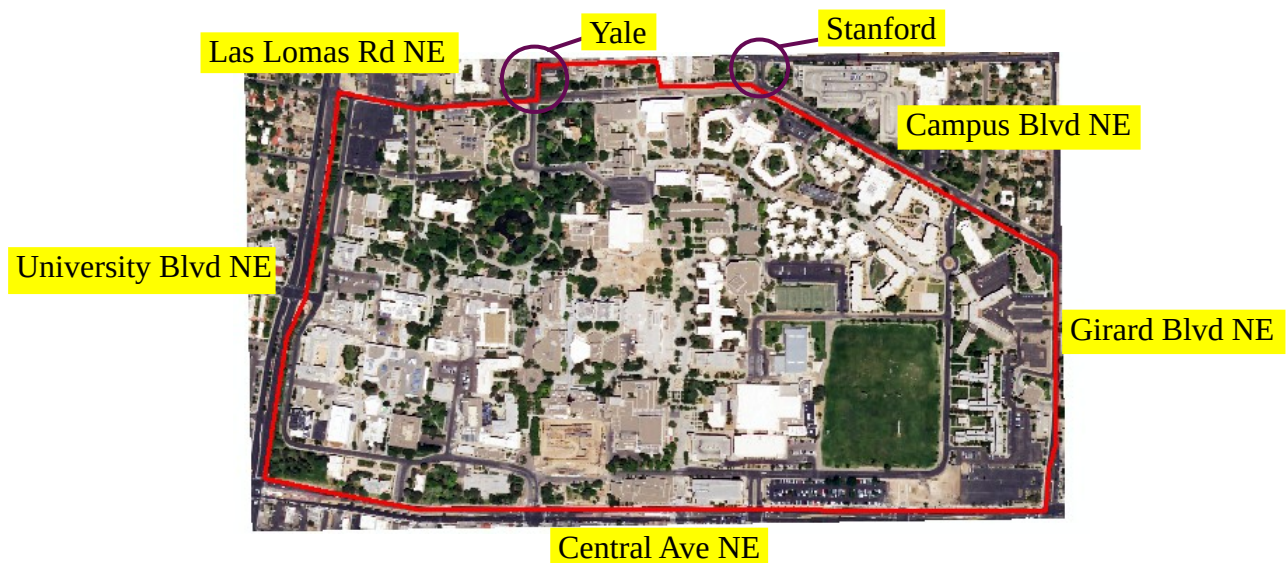 Yale
Stanford
Las Lomas Rd NE
Campus Blvd NE
University Blvd NE
Girard Blvd NE
Central Ave NE